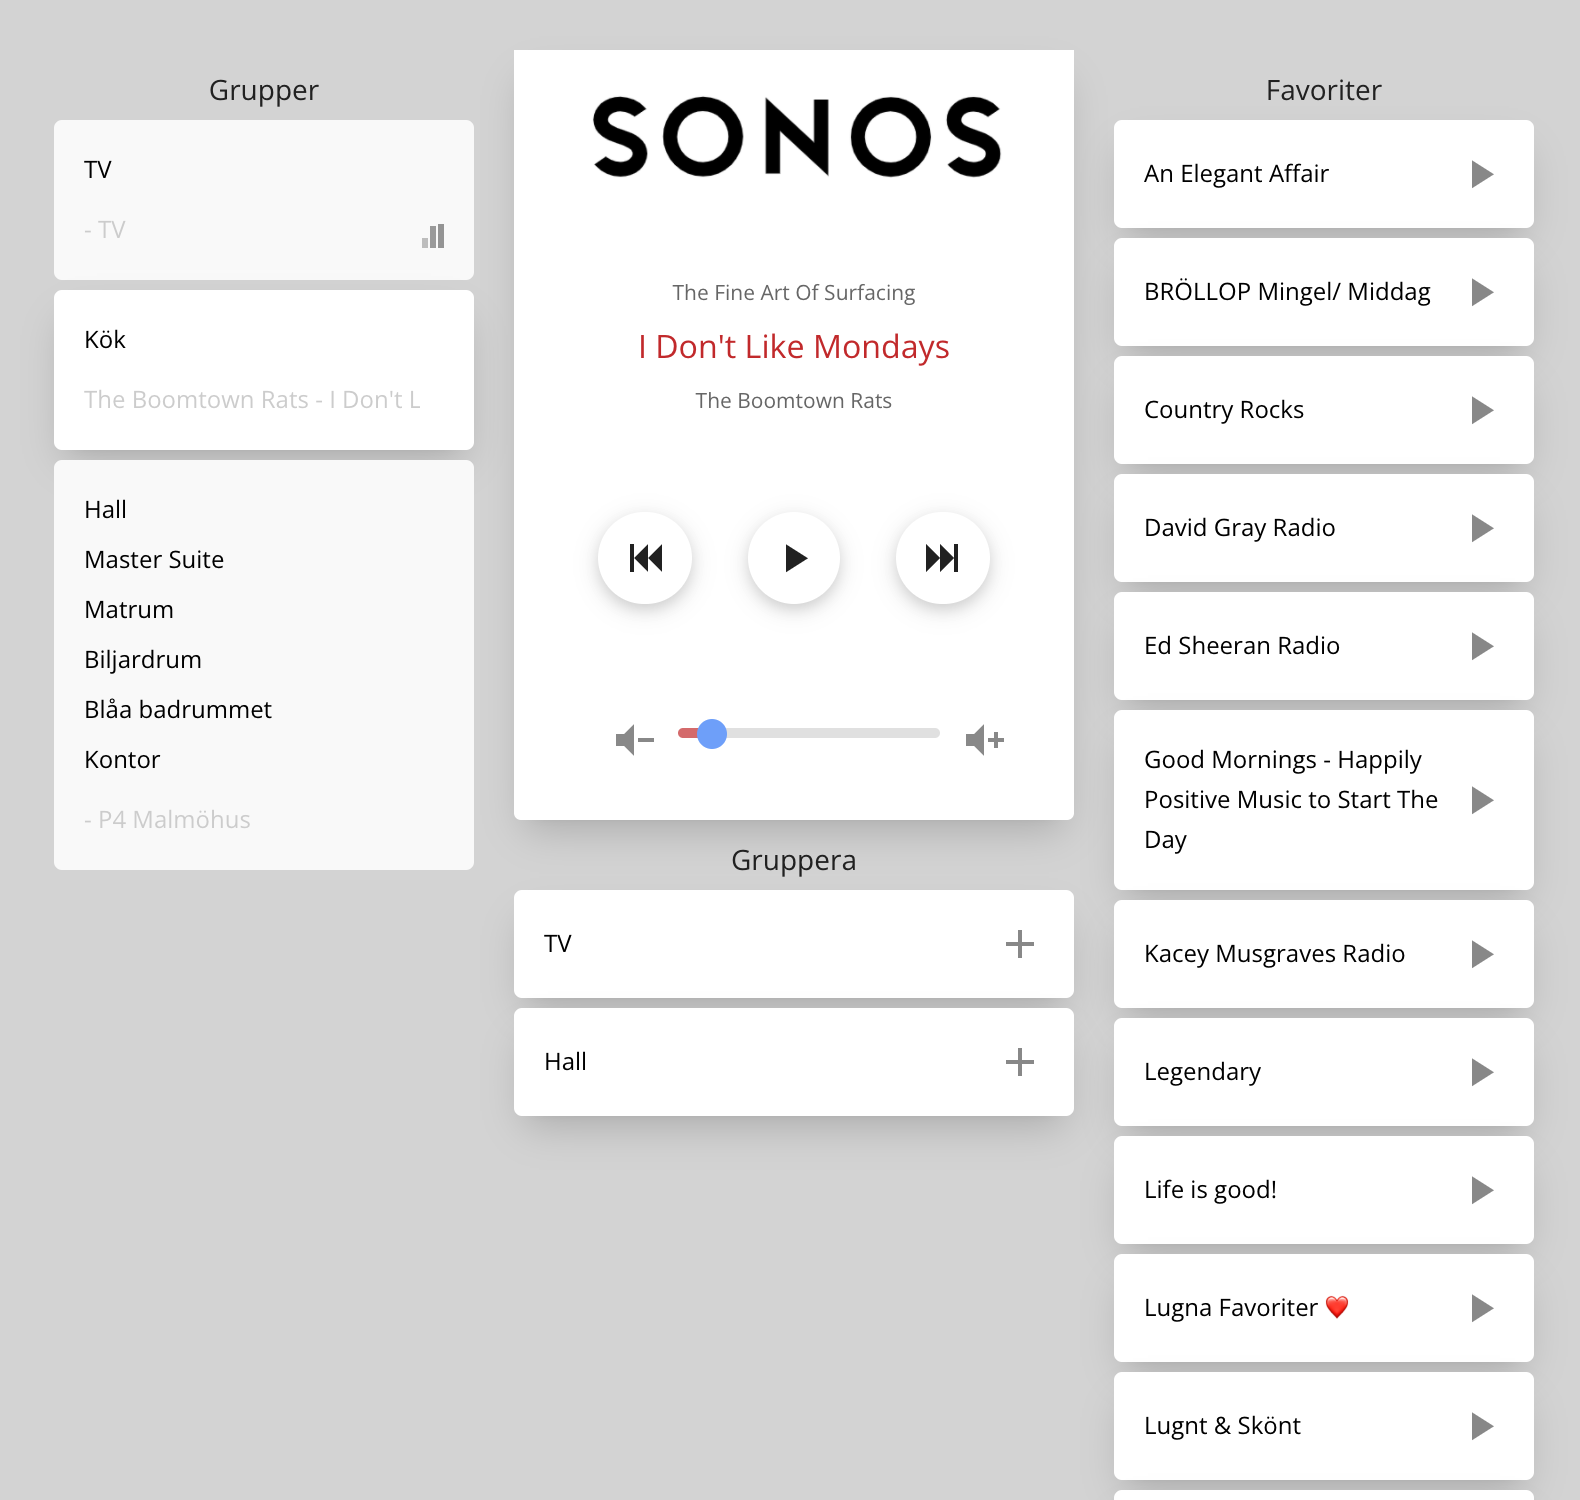 Grupper
TV
- TV
Kök
The Boomtown Rats - I Don't L
Hall
Master Suite
Matrum
Biljardrum
Blåa badrummet
Kontor
- P4 Malmöhus
SONOS
The Fine Art Of Surfacing
I Don't Like Mondays
The Boomtown Rats
Gruppera
TV
Hall
Favoriter
An Elegant Affair
BRÖLLOP Mingel/ Middag
Country Rocks
David Gray Radio
Ed Sheeran Radio
Good Mornings - Happily
Positive Music to Start The
Day
Kacey Musgraves Radio
Legendary
Life is good!
Lugna Favoriter ❤️
Lugnt & Skönt